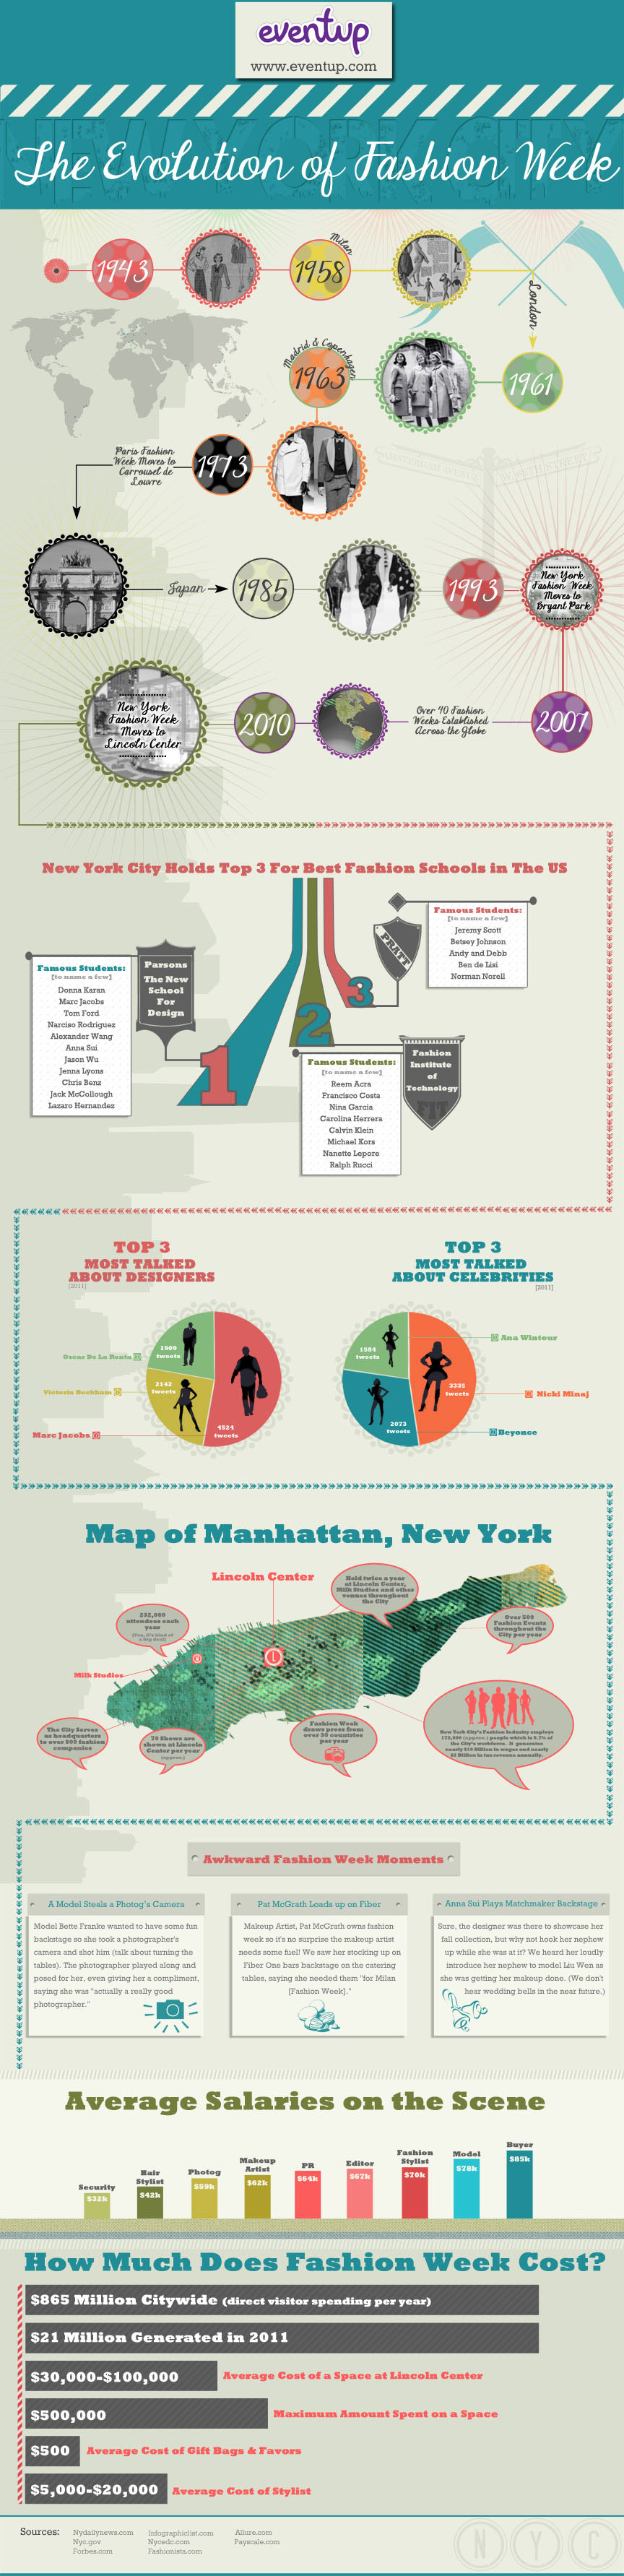 eventup
www.eventup.com
The Evolution of Fashion Week
1943
1958
Milan
London
1961
Madrid & Copenhagen
1963
1973
Paris Fashion
Week Moves to
Carrousel de
Louvre
Japan
1985
1993
New York
Fashion Week
Moves to
Bryant Park
2007
Over 40 Fashion
Weeks Established
Across the Globe
2010
New York
Fashion Week
Moves to
Lincoln Center
New York City Holds Top 3 For Best Fashion Schools in The US
1
Parsons
The New
School
For
Design
Famous Students:
[to name a few]
Donna Karan
Marc Jacobs
Tom Ford
Narciso Rodriguez
Alexander Wang
Anna Sui
Jason Wu
Jenna Lyons
Chris Benz
Jack McCollough
Lazaro Hernandez
2
Fashion
Institute
of
Technology
FIT
Famous Students:
[to name a few]
Reem Acra
Francisco Costa
Nina Garcia
Carolina Herrera
Calvin Klein
Michael Kors
Nanette Lepore
Ralph Rucci
3
PRATT
Famous Students:
[to name a few]
Jeremy Scott
Betsey Johnson
Andy and Debb
Ben de Lisi
Norman Norell
TOP 3
MOST TALKED
ABOUT DESIGNERS
[2011]
Oscar De La Renta
1909
tweets
Victoria Beckham
2142
tweets
Marc Jacobs
4524
tweets
TOP 3
MOST TALKED
ABOUT CELEBRITIES
[2011]
1584
tweets
Ana Wintour
3335
tweets
Nicki Minaj
2073
tweets
Beyonce
Map of Manhattan, New York
Lincoln Center
L
Held twice a year
at Lincoln Center,
Milk Studios and other
venues throughout
the City
232,000
attendees each
year
(Yes, it's kind of
a big deal)
Over 500
Fashion Events
throughout the
City per year
Milk Studios
The City Serves
as headquarters
to over 900 fashion
companies
70 Shows are
shown at Lincoln
Center per year
(approx.)
Fashion Week
draws press from
over 30 countries
per year
New York City's Fashion Industry employs
people which is
the City's workforce. It generates
nearly $10 Billion in wages and nearly
$2 Billion in tax revenue annually.
Awkward Fashion Week Moments
A Model Steals a Photog's Camera
Model Bette Franke wanted to have some fun
backstage so she took a photographer's
camera and shot him (talk about turning the
tables). The photographer played along and
posed for her, even giving her a compliment,
saying she was "actually a really good
photographer."
Pat McGrath Loads up on Fiber
Makeup Artist, Pat McGrath owns fashion
week so it's no surprise the makeup artist
needs some fuel! We saw her stocking up on
Fiber One bars backstage on the catering
tables, saying she needed them "for Milan
[Fashion Week]."
Anna Sui Plays Matchmaker Backstage
Sure, the designer was there to showcase her
fall collection, but why not hook her nephew
up while she was at it? We heard her loudly
introduce her nephew to model Liu Wen as
she was getting her makeup done. (We don't
hear wedding bells in the near future.)
Average Salaries on the Scene
Security
$32k
Hair
Stylist
$42k
Photog
$59k
Makeup
Artist
$62k
PR
$64k
Editor
$67k
Fashion
Stylist
$70k
Model
$78k
Buyer
$85k
How Much Does Fashion Week Cost?
$865 Million Citywide (direct visitor spending per year)
$21 Million Generated in 2011
$30,000-$100,000 Average Cost of a Space at Lincoln Center
$500,000 Maximum Amount Spent on a Space
$500 Average Cost of Gift Bags & Favors
$5,000-$20,000 Average Cost of Stylist
Sources:
Nydailynews.com
Nyc.gov
Forbes.com
Infographiclist.com
Nycedc.com
Fashionista.com
Allure.com
Payscale.com
NYC